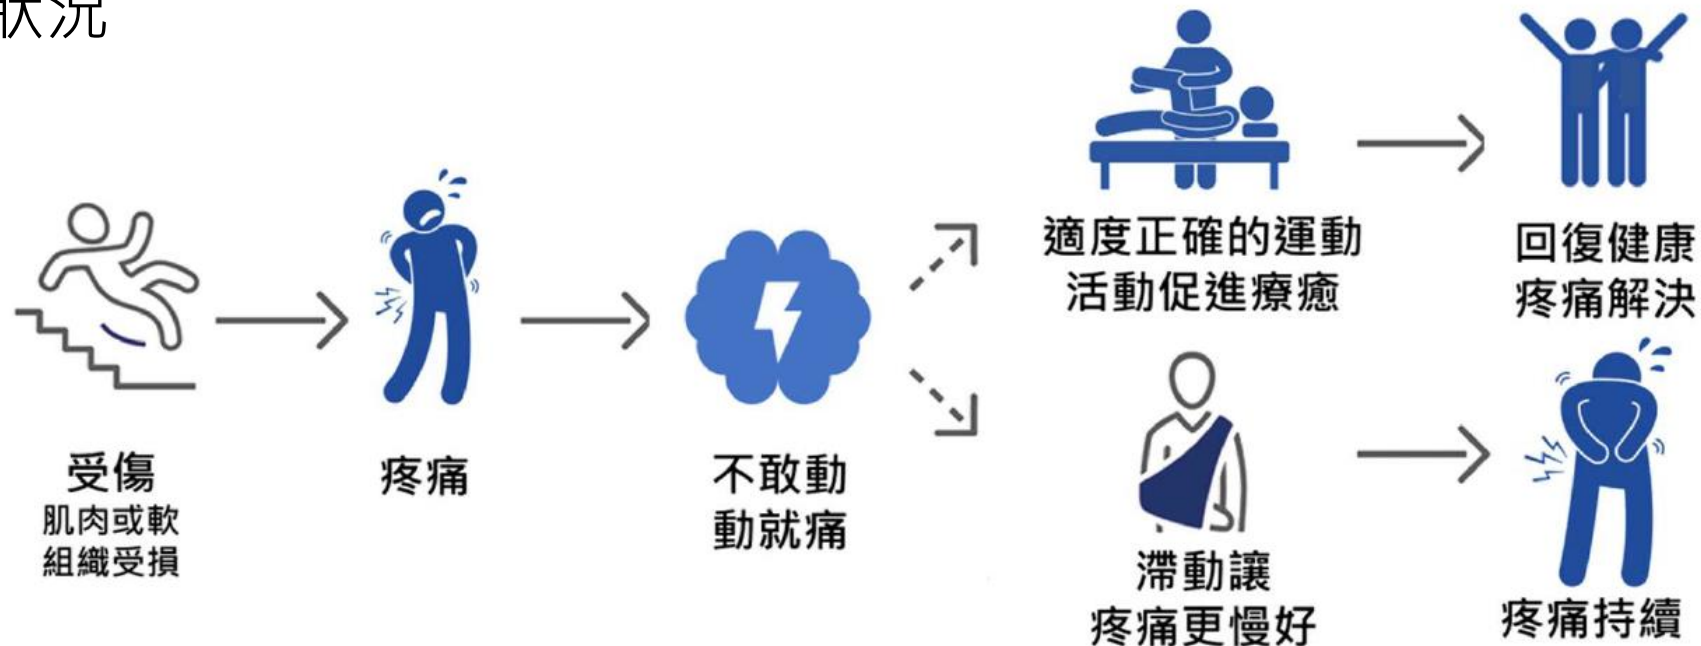 狀況
受傷
肌肉或軟
組織受損
疼痛
不敢動
動就痛
適度正確的運動
活動促進療癒
回復健康
疼痛解決
滯動讓
疼痛更慢好
疼痛持續